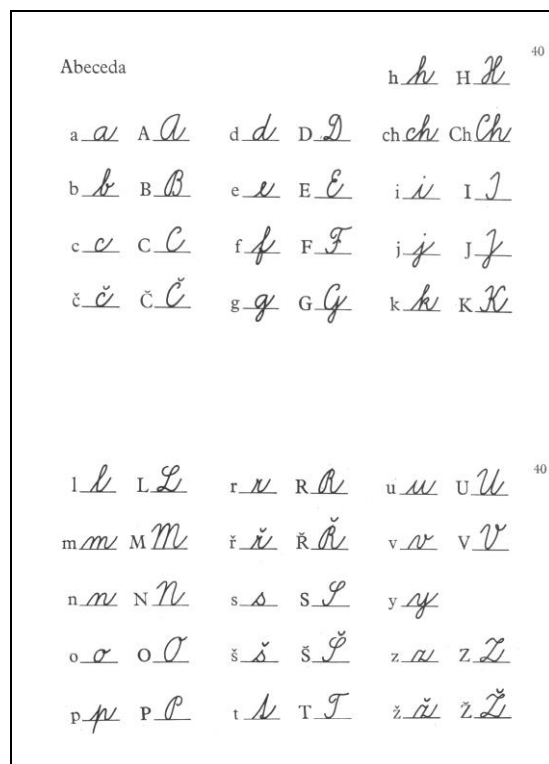 Abeceda h h H H 40
a a A A d d D D ch ch Ch Ch
b b B B e e E E i i I I
c c C C f f F F j j J J
č č Č Č g g G G k k K K
l l L L r r R R u u U U 40
m m M M ř ř Ř Ř v v V V
n n N N s s S S y y
o o O O š š Š Š z z Z Z
p p P P t t T T ž ž Ž Ž